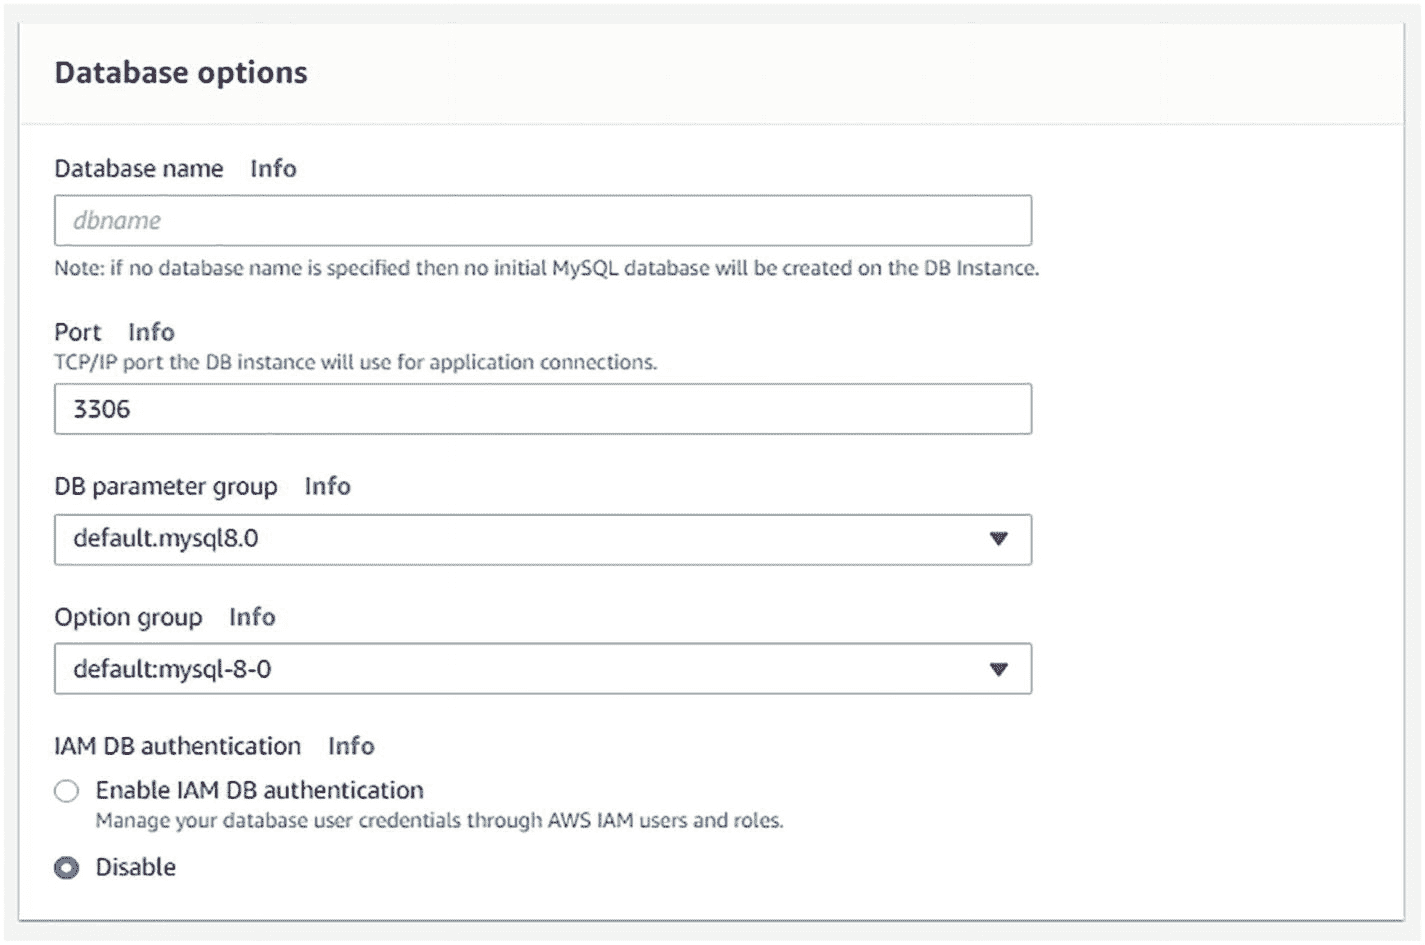 Database options
Database name Info
dbname
Note: if no database name is specified then no initial MySQL database will be created on the DB Instance.
Port Info
TCP/IP port the DB instance will use for application connections.
3306
DB parameter group Info
default.mysql8.0
Option group Info
default:mysql-8-0
IAM DB authentication Info
Enable IAM DB authentication
Manage your database user credentials through AWS IAM users and roles.
Disable